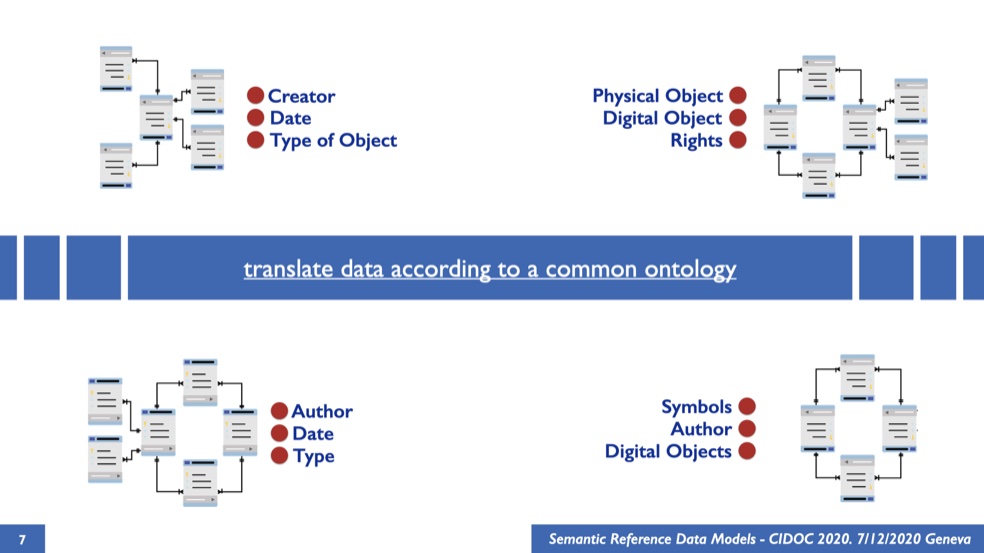 Creator
Date
Type of Object
Physical Object
Digital Object
Rights
translate data according to a common ontology
Author
Date
Type
Symbols
Author
Digital Objects
7
Semantic Reference Data Models - CIDOC 2020. 7/12/2020 Geneva